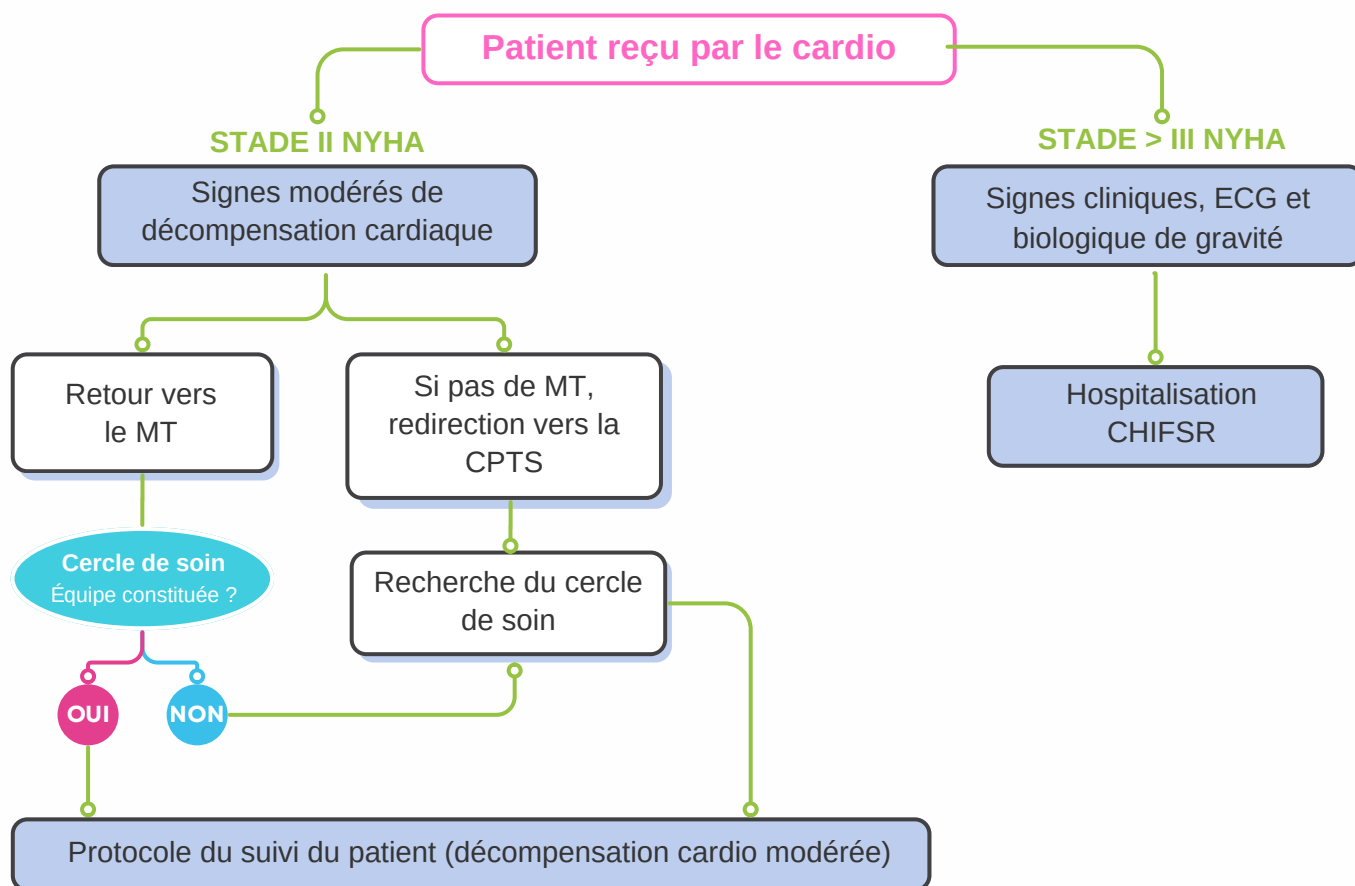 Patient reçu par le cardio
STADE II NYHA
Signes modérés de
décompensation cardiaque
STADE > III NYHA
Signes cliniques, ECG et
biologique de gravité
Retour vers
le MT
Si pas de MT,
redirection vers la
CPTS
Hospitalisation
CHIFSR
Cercle de soin
Équipe constituée ?
Recherche du cercle
de soin
OUI
NON
Protocole du suivi du patient (décompensation cardio modérée)